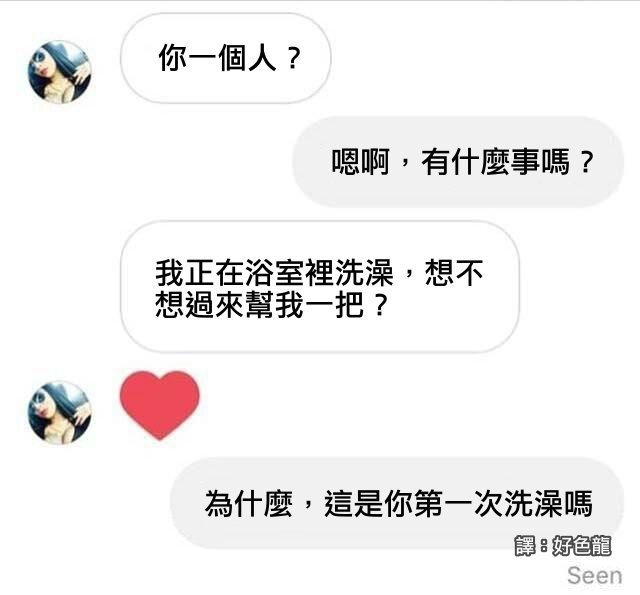 你一個人？
嗯啊，有什麼事嗎？
我正在浴室裡洗澡，想不
想過來幫我一把？
為什麼，這是你第一次洗澡嗎
譯：好色龍
Seen